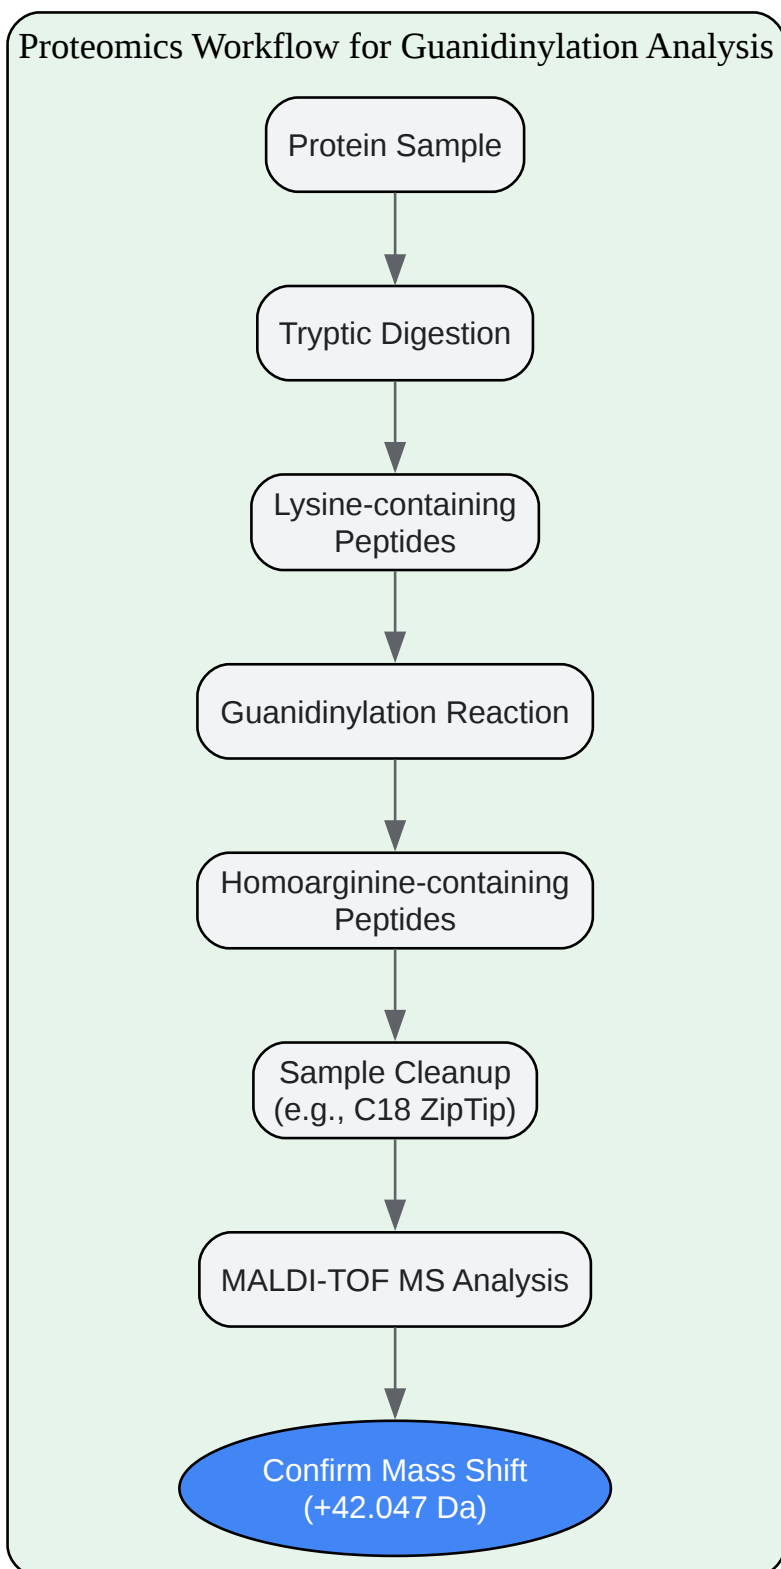 Proteomics Workflow for Guanidinylation Analysis
Protein Sample
Tryptic Digestion
Lysine-containing
Peptides
Guanidinylation Reaction
Homoarginine-containing
Peptides
Sample Cleanup
(e.g., C18 ZipTip)
MALDI-TOF MS Analysis
Confirm Mass Shift
(+42.047 Da)